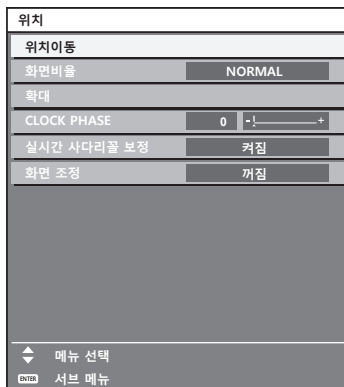 위치
위치이동
화면비율 NORMAL
확대
CLOCK PHASE 0 - +
실시간 사다리꼴 보정 켜짐
화면 조정 꺼짐
메뉴 선택
ENTER 서브 메뉴